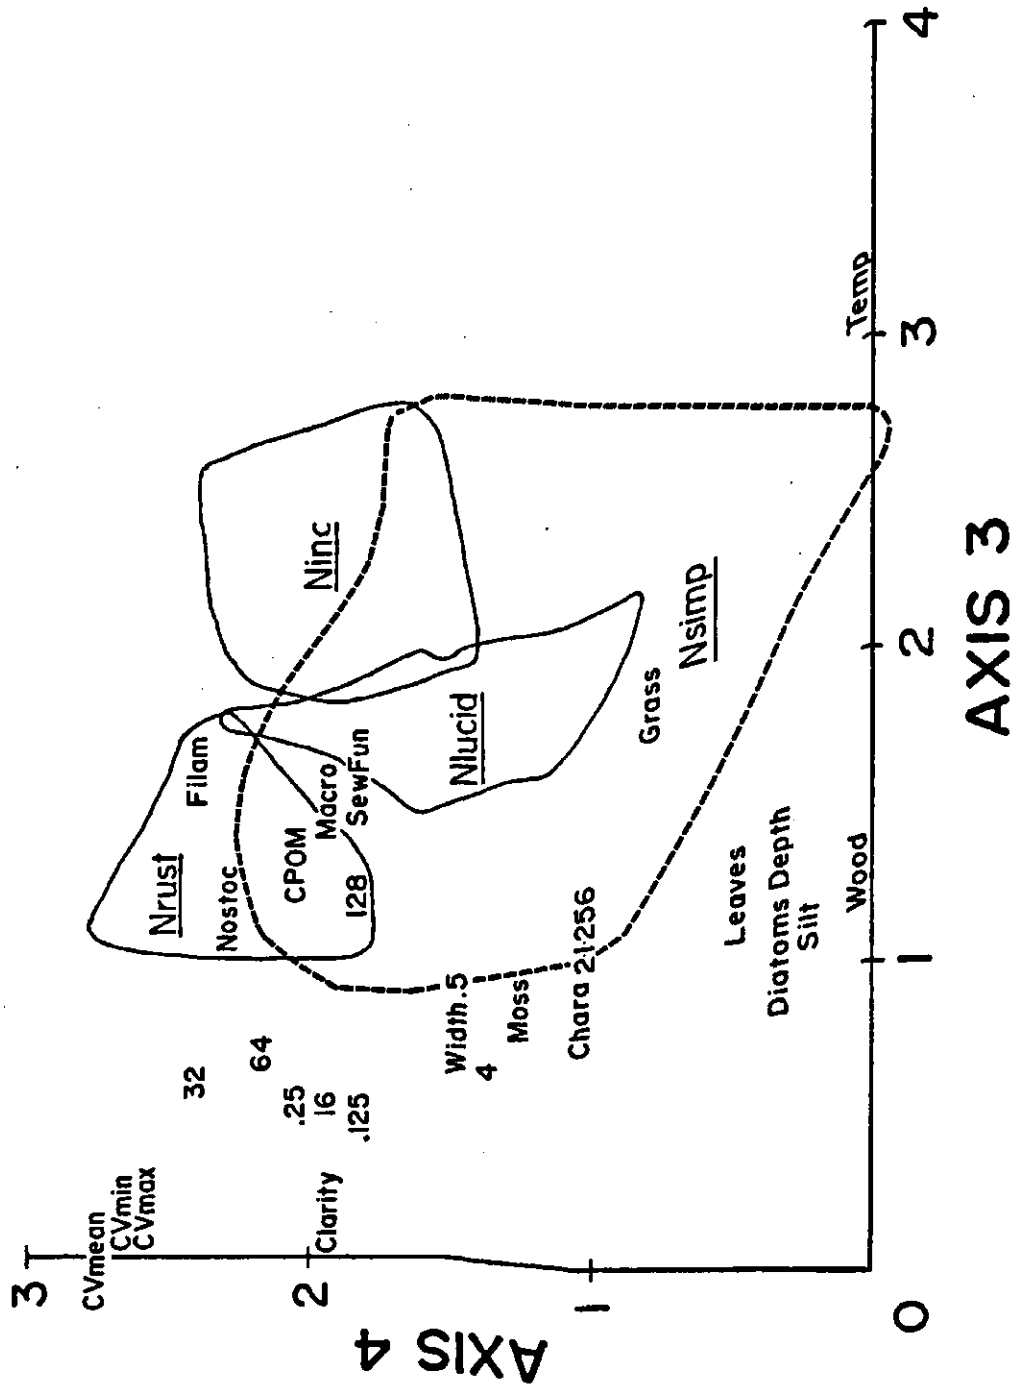 3
CVmean
CVmin
CVmax
32
Filam
Nrust
Nostoc
64
.25
CPOM
Ninc
2
Clarity
16
Macro
.125
128
SewFun
Width .5
Nlucid
4
Moss
1
Chara 2·1·256
Grass
Nsimp
Leaves
Diatoms Depth
Silt
Wood
Temp
0
1
2
3
4
AXIS 4
AXIS 3